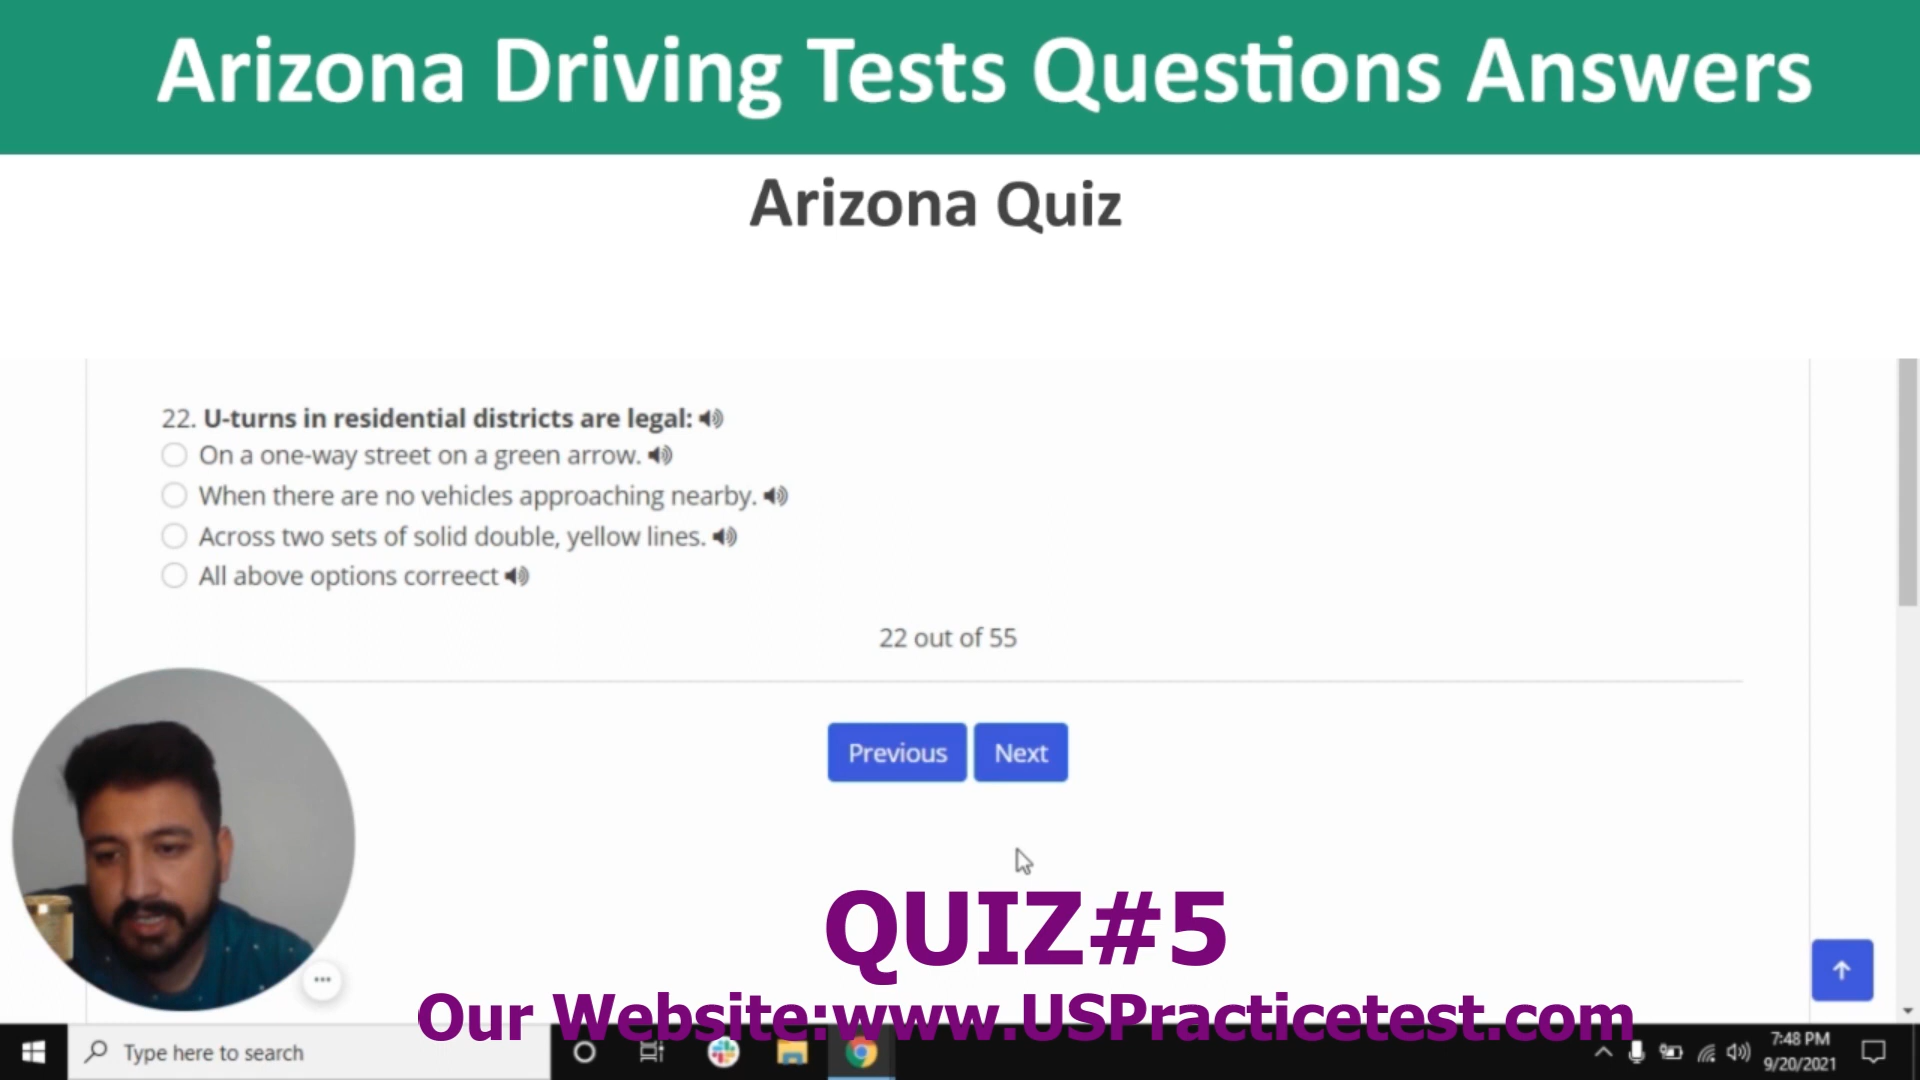 Arizona Driving Tests Questions Answers
Arizona Quiz
22. U-turns in residential districts are legal:
On a one-way street on a green arrow.
When there are no vehicles approaching nearby.
Across two sets of solid double, yellow lines.
All above options correect
22 out of 55
Previous Next
QUIZ#5
Our Website:www.USPracticetest.com
Type here to search
7:48 PM
9/20/2021